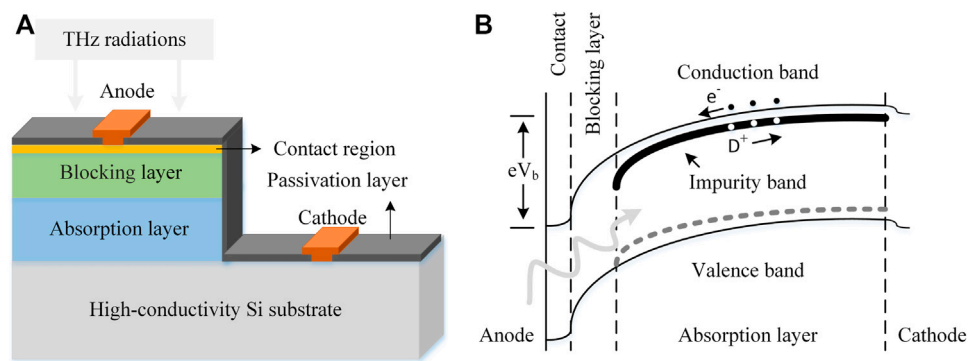 A
THz radiations
Anode
Contact region
Blocking layer
Passivation layer
Absorption layer
Cathode
High-conductivity Si substrate
B
Contact
Blocking layer
Conduction band
e-
D+
eVb
Impurity band
Valence band
Anode
Absorption layer
Cathode